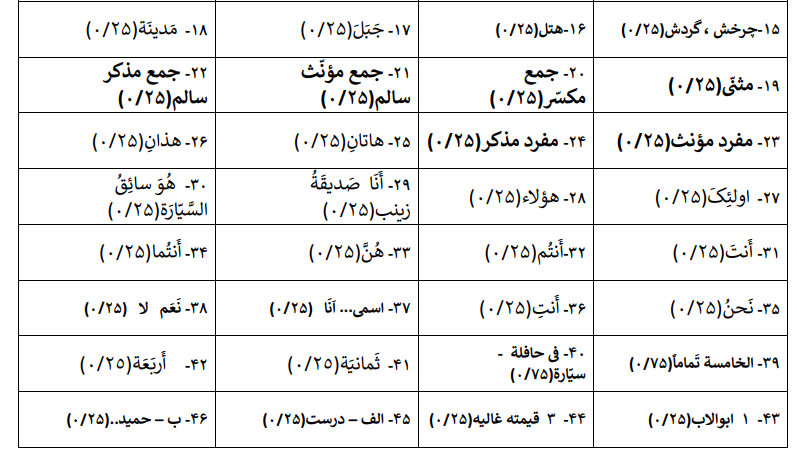 ۱۵-چرخش ، گردش(۰/۲۵)
۱۶-هتل(۰/۲۵)
۱۷- جَبَلَ(۰/۲۵)
۱۸- مَدینَة(۰/۲۵)
۱۹- مثنّی(۰/۲۵)
۲۰- جمع
مکسّر(۰/۲۵)
۲۱- جمع مؤنّث
سالم(۰/۲۵)
۲۲- جمع مذکر
سالم(۰/۲۵)
۲۳- مفرد مؤنث(۰/۲۵)
۲۴- مفرد مذکر(۰/۲۵)
۲۵- هاتانِ(۰/۲۵)
۲۶- هذانِ(۰/۲۵)
۲۷- اولئِکَ(۰/۲۵)
۲۸- هؤلاء(۰/۲۵)
۲۹- أَنَا صَدیقَةُ
زینب(۰/۲۵)
۳۰- هُوَ سائِقُ
السَّیّارَة(۰/۲۵)
۳۱- أَنتَ(۰/۲۵)
۳۲-أَنتُم(۰/۲۵)
۳۳- هُنَّ(۰/۲۵)
۳۴- أَنتُما(۰/۲۵)
۳۵- نَحنُ(۰/۲۵)
۳۶- أَنتِ(۰/۲۵)
۳۷- اسمی... اَنَا (۰/۲۵)
۳۸- نَعَم لا (۰/۲۵)
۳۹- الخامسة تَماماً(۰/۷۵)
۴۰- فی حافلة -
سیّارة(۰/۷۵)
۴۱- ثَمانیَة(۰/۲۵)
۴۲- أَربَعَة(۰/۲۵)
۴۳- ۱ ابوالاب(۰/۲۵)
۴۴- ۳ قیمته غالیه(۰/۲۵)
۴۵- الف – درست(۰/۲۵)
۴۶- ب – حمید..(۰/۲۵)